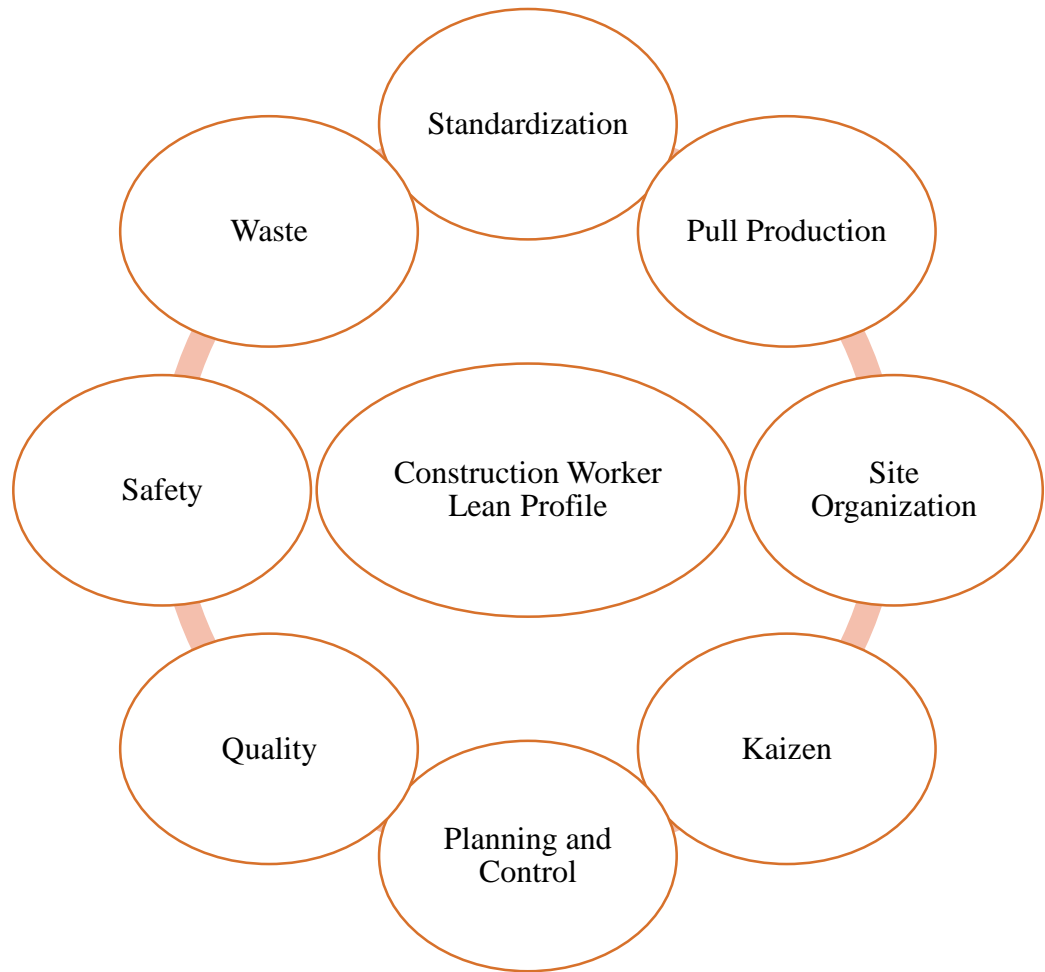 Standardization
Waste
Pull Production
Safety
Construction Worker
Lean Profile
Site
Organization
Quality
Kaizen
Planning and
Control